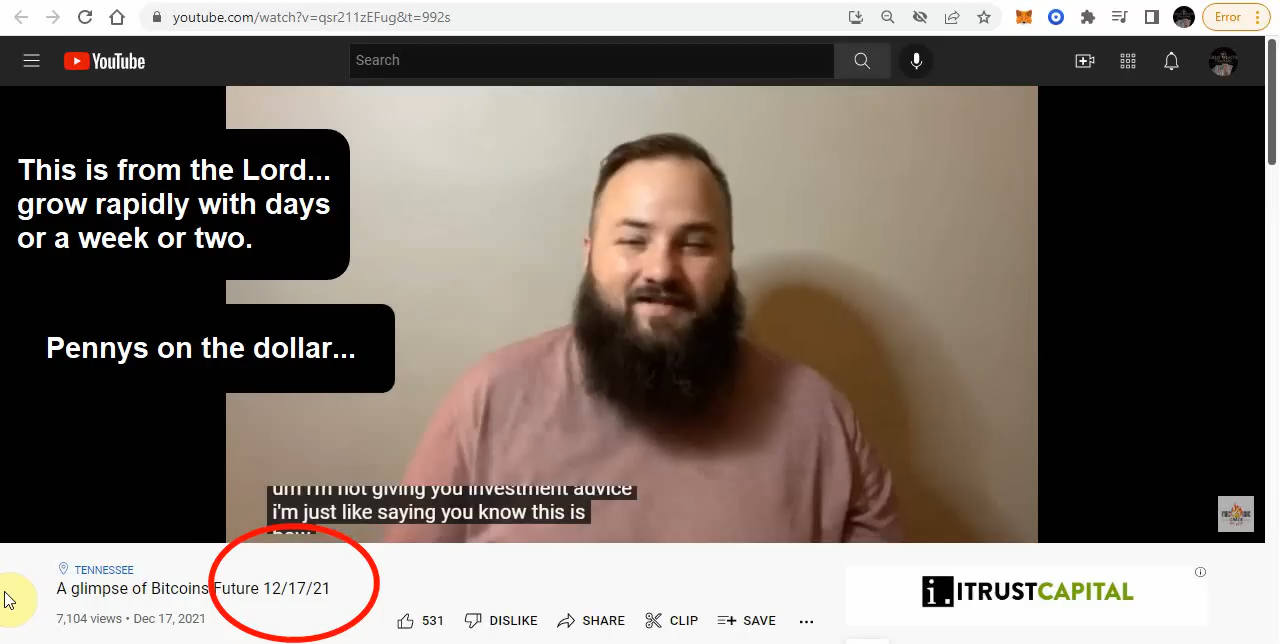 youtube.com/watch?v=qsr211zEFug&t=992s
Error
YouTube
Search
This is from the Lord...
grow rapidly with days
or a week or two.
Pennys on the dollar...
um i'm not giving you investment advice
i'm just like saying you know this is
how
TENNESSEE
A glimpse of Bitcoins Future 12/17/21
7,104 views • Dec 17, 2021
531 DISLIKE SHARE CLIP SAVE
i. ITRUSTCAPITAL